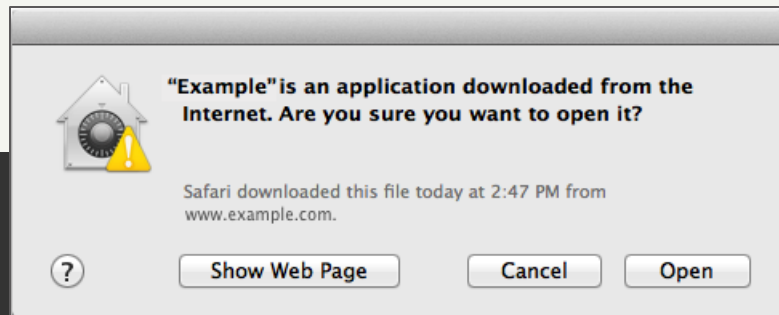 “Example” is an application downloaded from the
Internet. Are you sure you want to open it?
Safari downloaded this file today at 2:47 PM from
www.example.com.
? Show Web Page Cancel Open